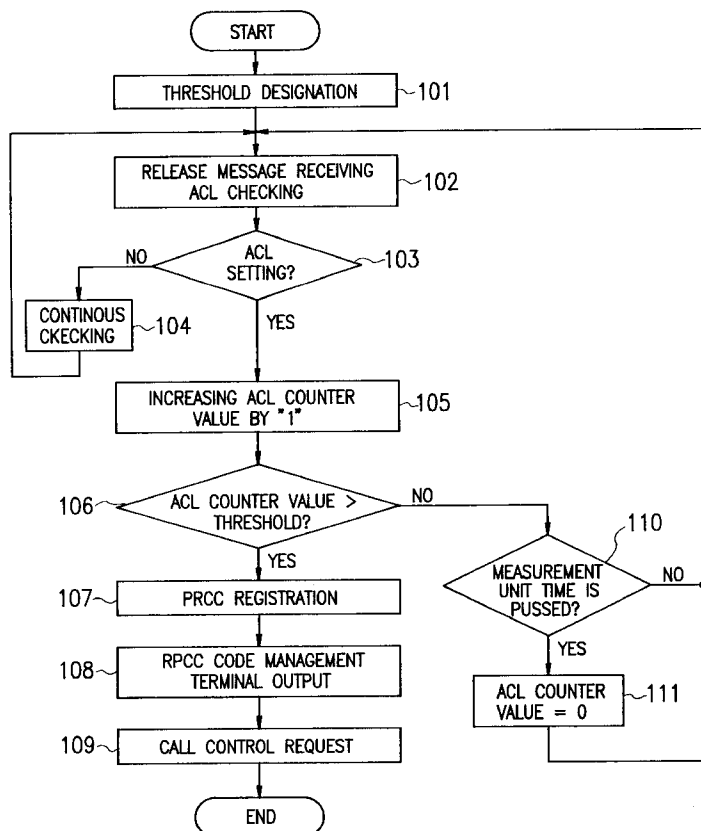 START
THRESHOLD DESIGNATION
101
RELEASE MESSAGE RECEIVING
ACL CHECKING
102
ACL
SETTING?
103
NO
CONTINOUS
CKECKING
104
YES
INCREASING ACL COUNTER
VALUE BY "1"
105
106
ACL COUNTER VALUE >
THRESHOLD?
NO
YES
110
MEASUREMENT
UNIT TIME IS
PUSSED?
NO
YES
107
PRCC REGISTRATION
108
RPCC CODE MANAGEMENT
TERMINAL OUTPUT
ACL COUNTER
VALUE = 0
111
109
CALL CONTROL REQUEST
END